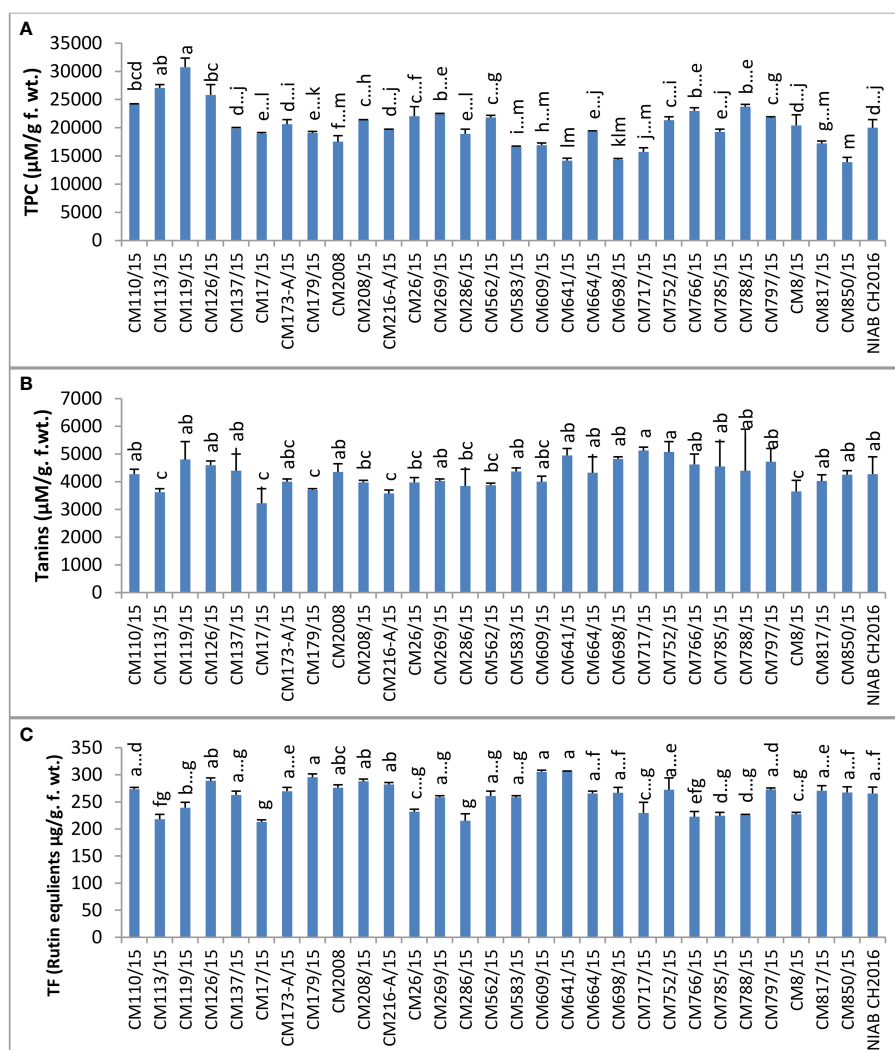 A
TPC (µM/g f. wt.)
35000
30000
25000
20000
15000
10000
5000
0
bcd ab a bc d...j e...l d...i e...k f...m c...h d...j c...f b...e e...l c...g i...m h...m lm e...j klm j...m c...i b...e e...j b...e c...g d...j g...m m d...j
CM110/15 CM113/15 CM119/15 CM126/15 CM137/15 CM17/15 CM173-A/15 CM179/15 CM2008 CM208/15 CM216-A/15 CM26/15 CM269/15 CM286/15 CM562/15 CM583/15 CM609/15 CM641/15 CM664/15 CM698/15 CM717/15 CM752/15 CM766/15 CM785/15 CM788/15 CM797/15 CM8/15 CM817/15 CM850/15 NIAB CH2016
B
Tanins (µM/g. f.wt.)
7000
6000
5000
4000
3000
2000
1000
0
ab c ab ab ab c abc c ab bc c bc ab bc bc ab abc ab ab ab a a ab ab ab ab c ab ab ab
CM110/15 CM113/15 CM119/15 CM126/15 CM137/15 CM17/15 CM173-A/15 CM179/15 CM2008 CM208/15 CM216-A/15 CM26/15 CM269/15 CM286/15 CM562/15 CM583/15 CM609/15 CM641/15 CM664/15 CM698/15 CM717/15 CM752/15 CM766/15 CM785/15 CM788/15 CM797/15 CM8/15 CM817/15 CM850/15 NIAB CH2016
C
TF (Rutin equlients µg/g. f. wt.)
350
300
250
200
150
100
50
0
a...d fg b...g ab a...g g a...e a abc ab ab c...g a...g g a...g a...g a a a...f a...f c...g a...e efg d...g d...g a...d c...g a...e a...f a...f
CM110/15 CM113/15 CM119/15 CM126/15 CM137/15 CM17/15 CM173-A/15 CM179/15 CM2008 CM208/15 CM216-A/15 CM26/15 CM269/15 CM286/15 CM562/15 CM583/15 CM609/15 CM641/15 CM664/15 CM698/15 CM717/15 CM752/15 CM766/15 CM785/15 CM788/15 CM797/15 CM8/15 CM817/15 CM850/15 NIAB CH2016